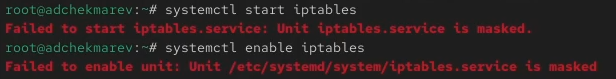 root@adchekmarev:~# systemctl start iptables
Failed to start iptables.service: Unit iptables.service is masked.
root@adchekmarev:~# systemctl enable iptables
Failed to enable unit: Unit /etc/systemd/system/iptables.service is masked